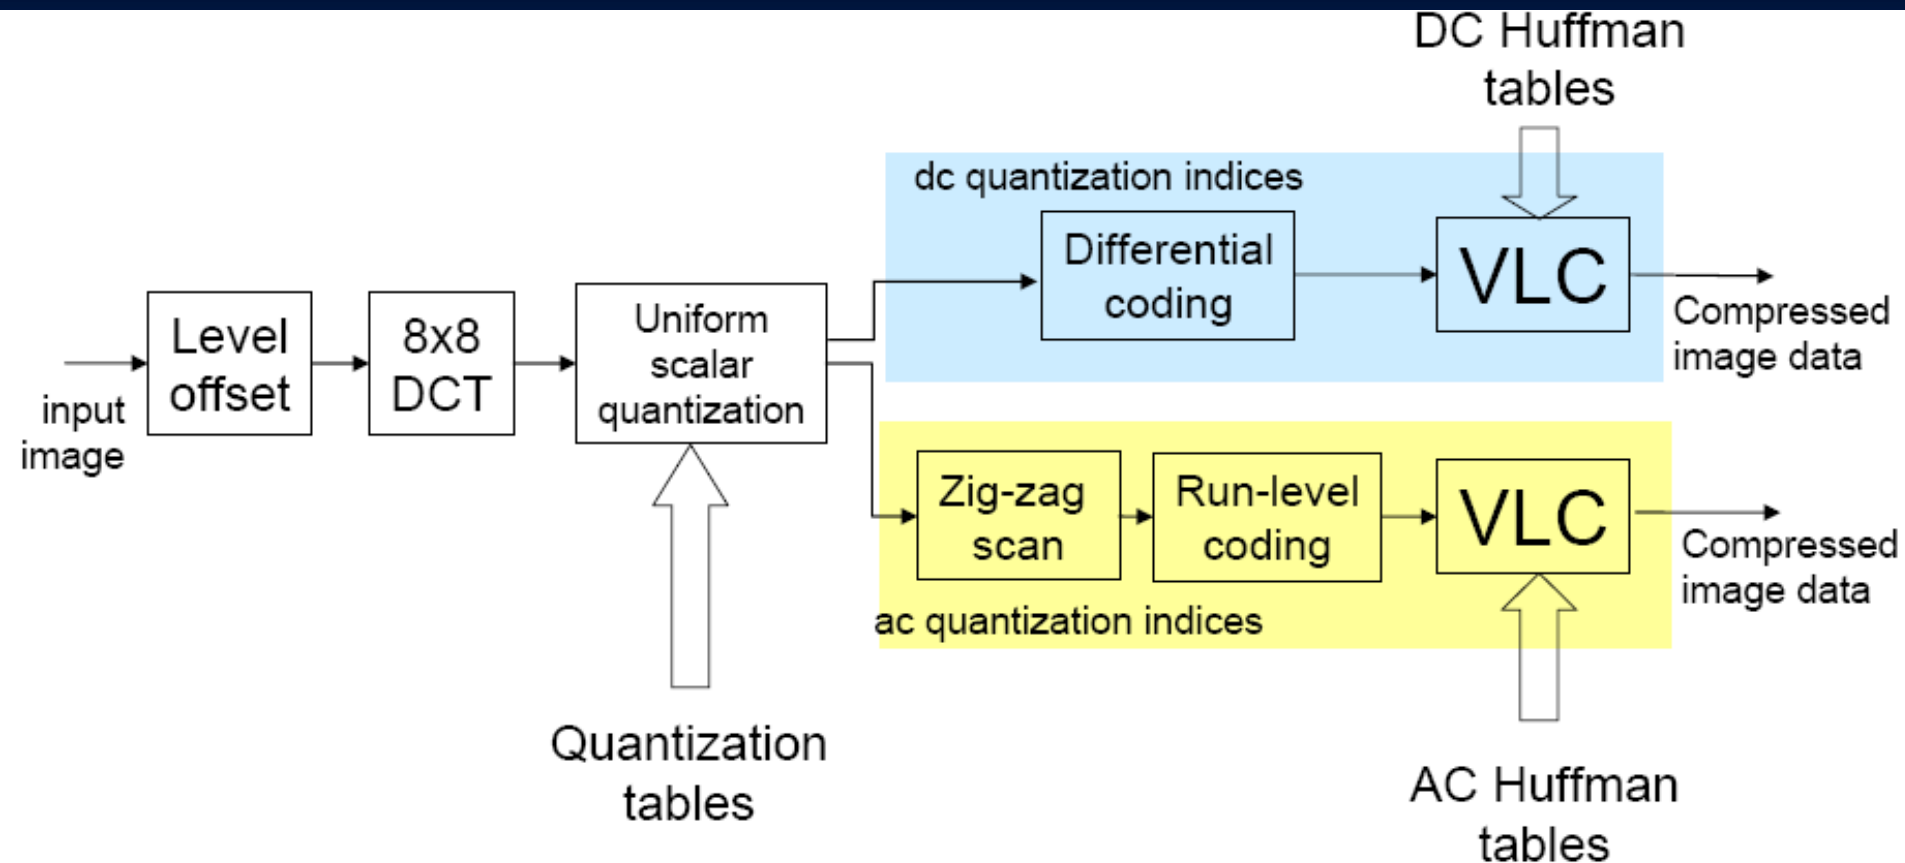 DC Huffman
tables
dc quantization indices
Differential
coding
VLC
Compressed
image data
Level
offset
8x8
DCT
Uniform
scalar
quantization
input
image
Zig-zag
scan
Run-level
coding
VLC
Compressed
image data
ac quantization indices
Quantization
tables
AC Huffman
tables